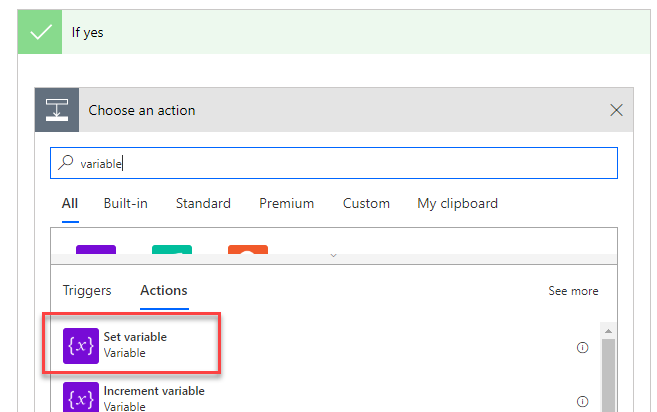 If yes
Choose an action
variable
All Built-in Standard Premium Custom My clipboard
Triggers Actions See more
{x} Set variable
Variable
{x} Increment variable
Variable